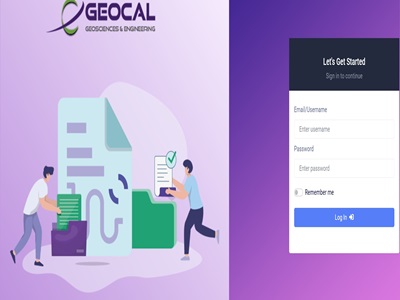 GEOCAL
GEOSCIENCES & ENGINEERING
Let's Get Started
Sign in to continue
Email/Username
Enter username
Password
Enter password
Remember me
Log In